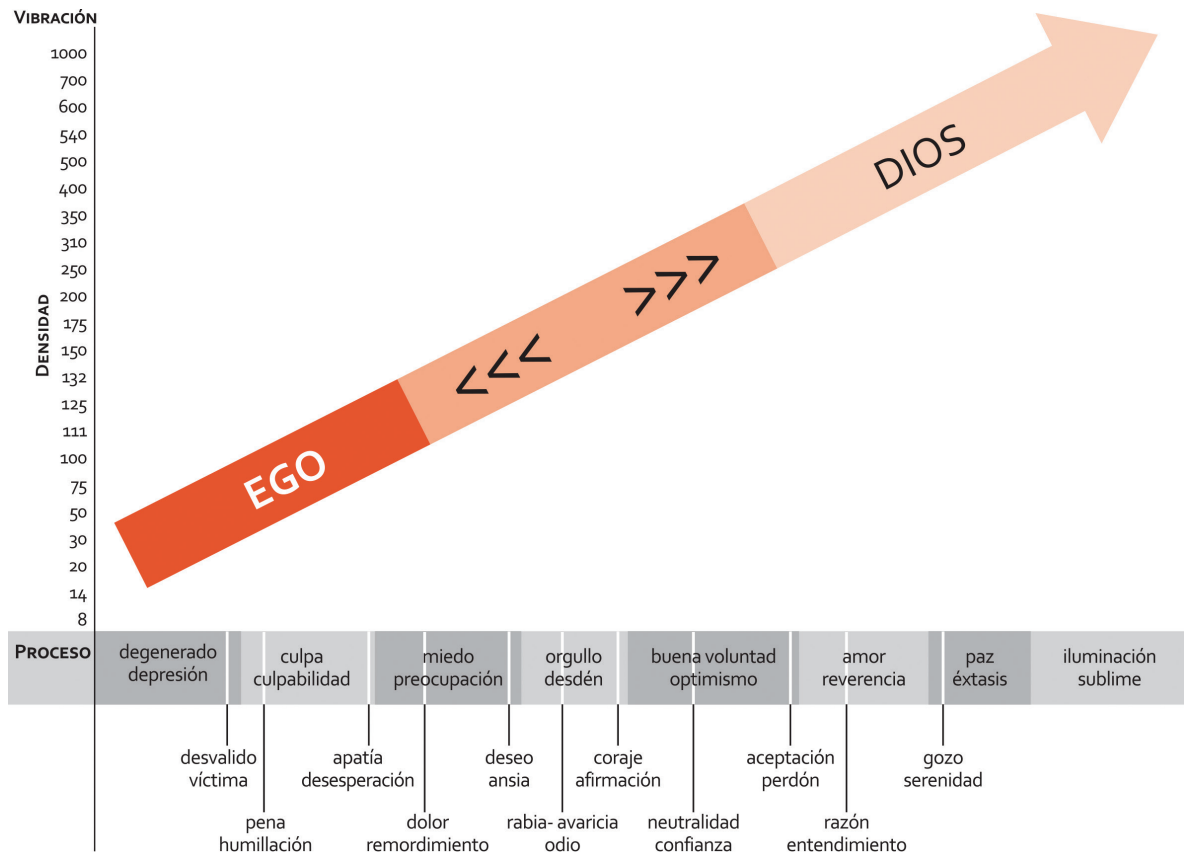 VIBRACIÓN
1000
700
600
540
500
400
350
310
250
200
175
150
132
125
111
100
75
50
30
20
14
8
DENSIDAD
DIOS
>>>
<<<
EGO
PROCESO
degenerado
depresión
culpa
culpabilidad
miedo
preocupación
orgullo
desdén
buena voluntad
optimismo
amor
reverencia
paz
éxtasis
iluminación
sublime
desvalido
víctima
apatía
desesperación
deseo
ansia
coraje
afirmación
aceptación
perdón
gozo
serenidad
pena
humillación
dolor
remordimiento
rabia- avaricia
odio
neutralidad
confianza
razón
entendimiento